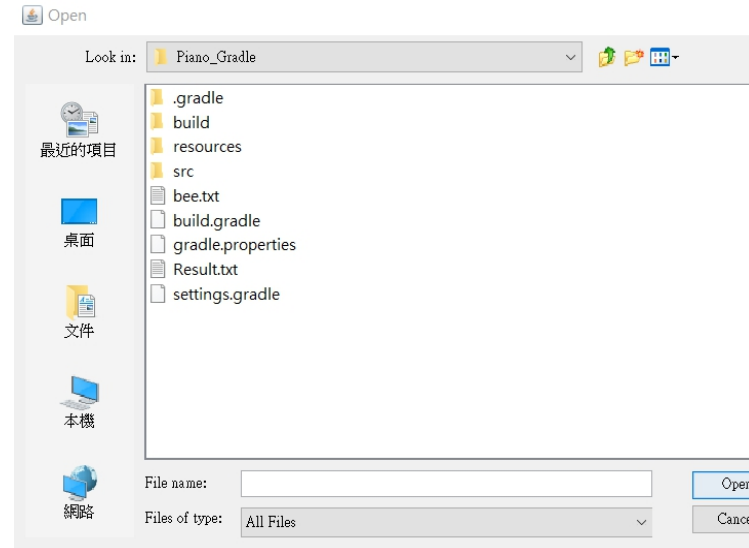 Open
Look in:
Piano_Gradle
最近的項目
桌面
文件
本機
網路
.gradle
build
resources
src
bee.txt
build.gradle
gradle.properties
Result.txt
settings.gradle
File name:
Open
Files of type:
All Files
Cance